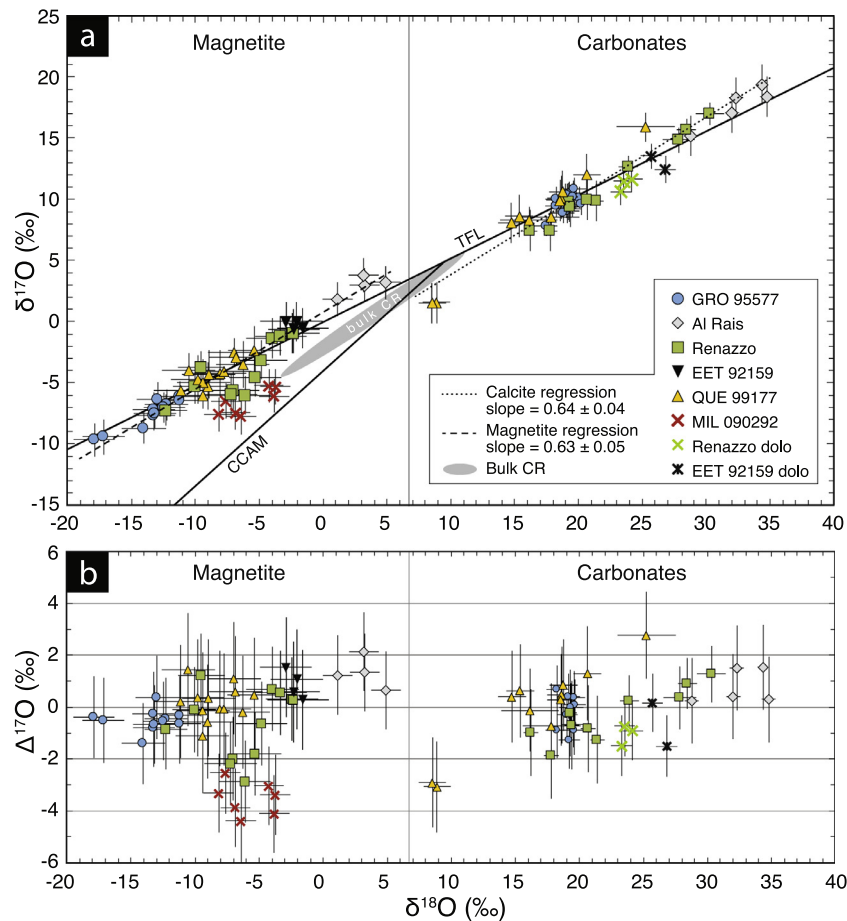 a
Magnetite
Carbonates
δ¹⁷O (‰)
25
20
15
10
5
0
-5
-10
-15
TFL
bulk CR
CCAM
GRO 95577
Al Rais
Renazzo
EET 92159
QUE 99177
MIL 090292
Renazzo dolo
EET 92159 dolo
Calcite regression
slope = 0.64 ± 0.04
Magnetite regression
slope = 0.63 ± 0.05
Bulk CR
-20 -15 -10 -5 0 5 10 15 20 25 30 35 40
b
Magnetite
Carbonates
Δ¹⁷O (‰)
6
4
2
0
-2
-4
-6
-20 -15 -10 -5 0 5 10 15 20 25 30 35 40
δ¹⁸O (‰)